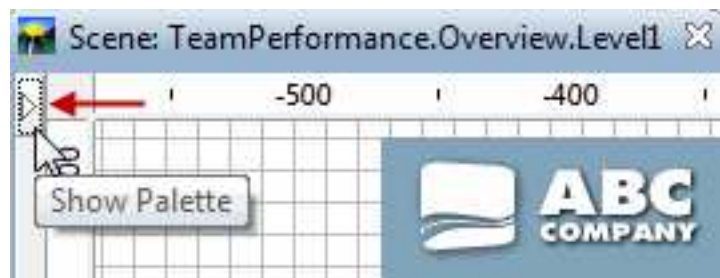 Scene: TeamPerformance.Overview.Level1
-500 -400
Show Palette
ABC
COMPANY